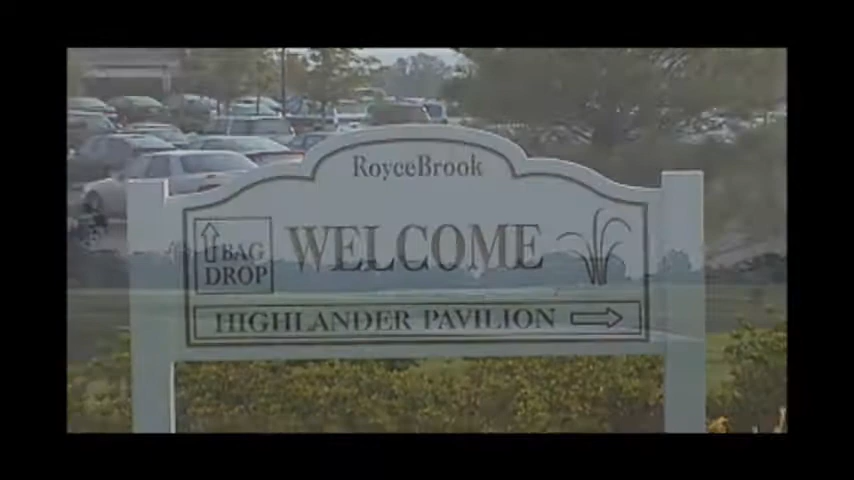 RoyceBrook
WELCOME
BAG
DROP
HIGHLANDER PAVILION